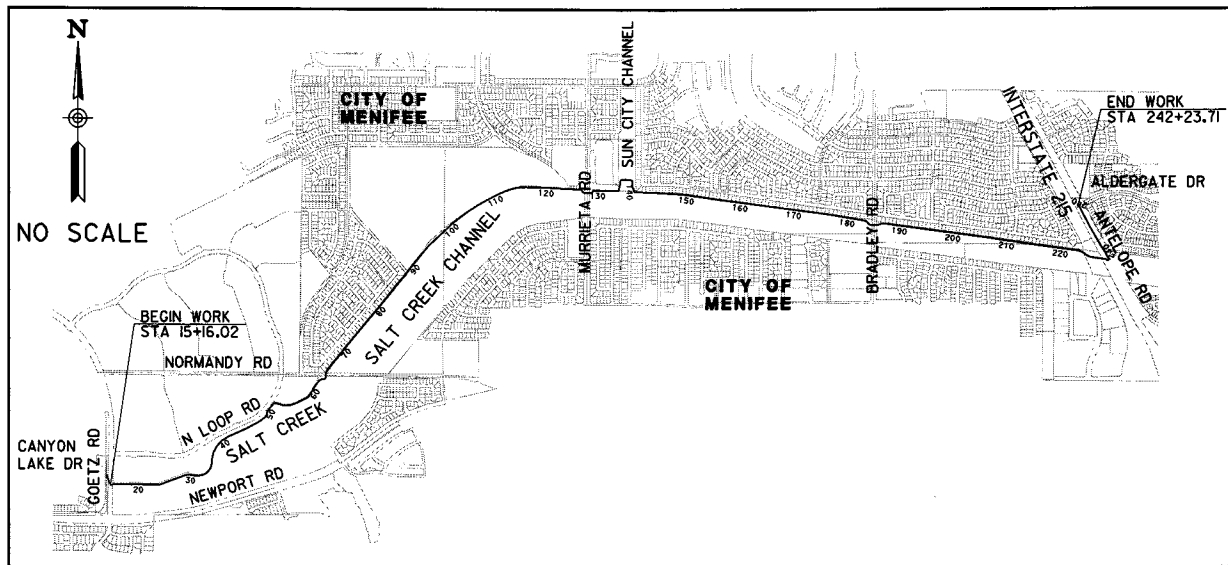 N
NO SCALE
CITY OF
MENIFEE
SUN CITY CHANNEL
INTERSTATE 215
END WORK
STA 242+23.71
ALDERGATE DR
ANTELOPE RD
MURRIETA RD
BRADLEY RD
CITY OF
MENIFEE
SALT CREEK CHANNEL
BEGIN WORK
STA 15+16.02
NORMANDY RD
N LOOP RD
SALT CREEK
CANYON
LAKE DR
GOETZ RD
NEWPORT RD
20
30
40
50
60
70
80
90
100
110
120
130
140
150
160
170
180
190
200
210
220
230
240